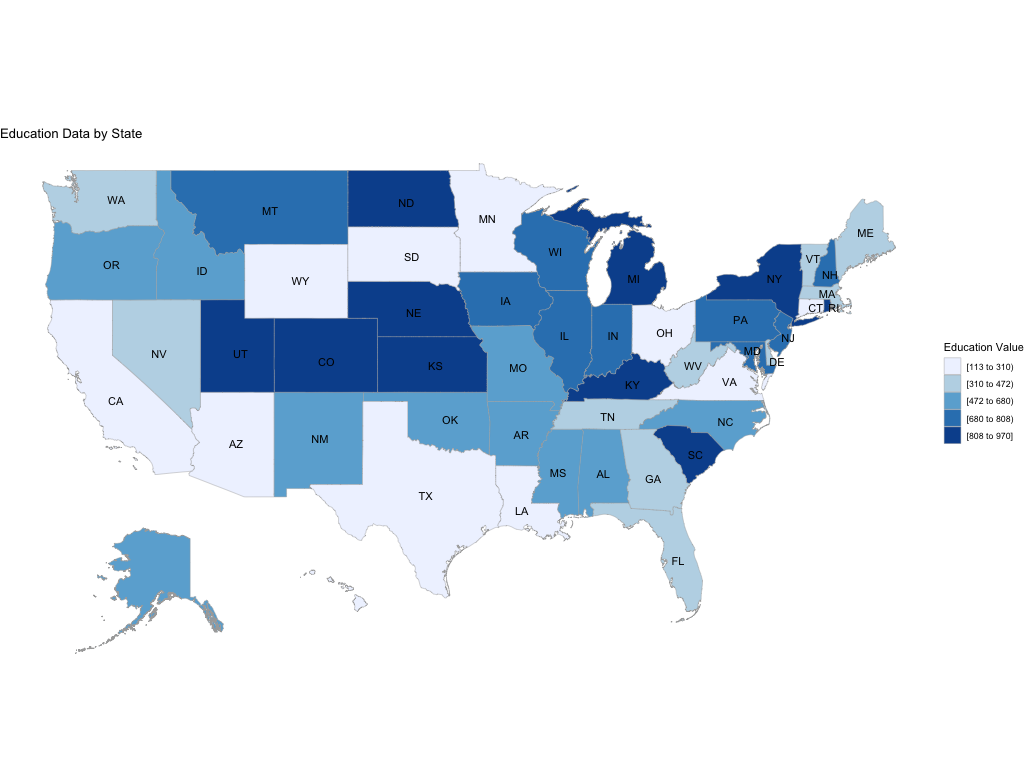 Education Data by State
WA
MT
ND
MN
ME
OR
ID
WY
SD
WI
MI
VT
NH
NY
MA
CT
RI
NE
IA
PA
NJ
NV
UT
CO
KS
MO
IL
IN
OH
WV
MD
DE
VA
KY
CA
AZ
NM
OK
AR
TN
NC
SC
TX
LA
MS
AL
GA
FL
Education Value
[113 to 310)
[310 to 472)
[472 to 680)
[680 to 808)
[808 to 970]